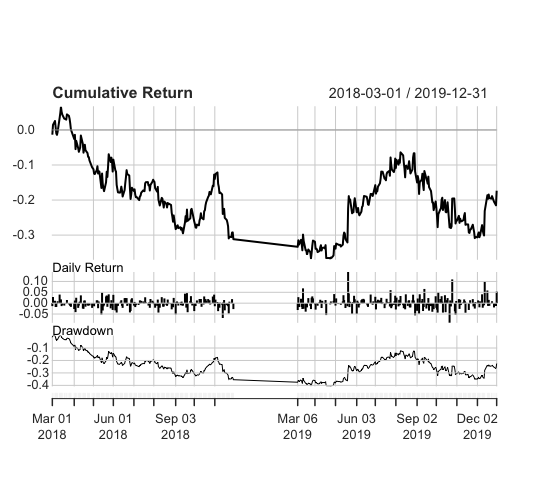 Cumulative Return 2018-03-01 / 2019-12-31
0.0
-0.1
-0.2
-0.3
Daily Return
0.10
0.05
0.00
-0.05
Drawdown
-0.1
-0.2
-0.3
-0.4
Mar 01 Jun 01 Sep 03 Mar 06 Jun 03 Sep 02 Dec 02
2018 2018 2018 2019 2019 2019 2019